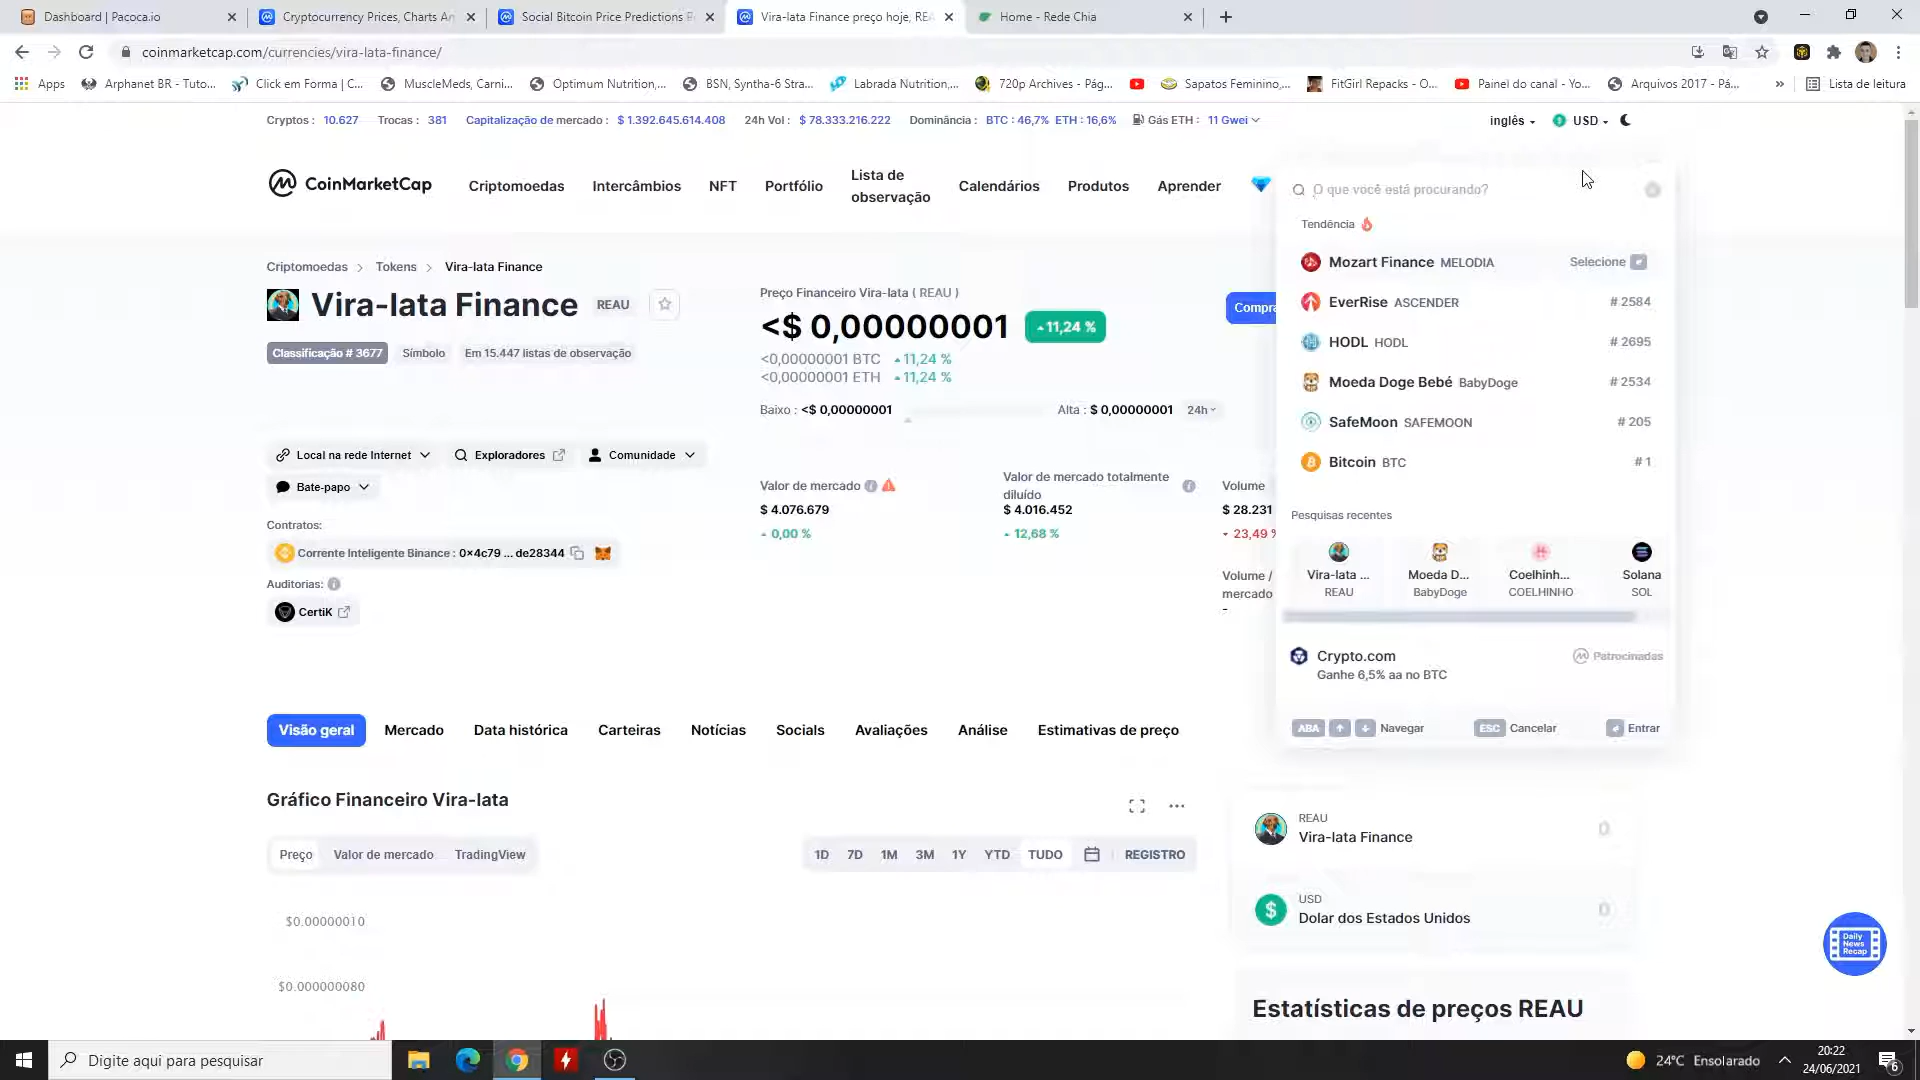 Dashboard | Pacoca.io
Cryptocurrency Prices, Charts An
Social Bitcoin Price Predictions P
Vira-lata Finance preço hoje, REA
Home - Rede Chia
coinmarketcap.com/currencies/vira-lata-finance/
Apps
Arphanet BR - Tuto...
Click em Forma | C...
MuscleMeds, Carni...
Optimum Nutrition,...
BSN, Syntha-6 Stra...
Labrada Nutrition,...
720p Archives - Pág...
Sapatos Feminino,...
FitGirl Repacks - O...
Painel do canal - Yo...
Arquivos 2017 - Pá...
»
Lista de leitura
Cryptos : 10.627 Trocas : 381 Capitalização de mercado : $ 1.392.645.614.408 24h Vol : $ 78.333.216.222 Dominância : BTC : 46,7% ETH : 16,6% Gás ETH : 11 Gwei
inglês USD
CoinMarketCap
Criptomoedas Intercâmbios NFT Portfólio Lista de
observação Calendários Produtos Aprender
O que você está procurando?
Tendência
Mozart Finance MELODIA Selecione
EverRise ASCENDER # 2584
HODL HODL # 2695
Moeda Doge Bebé BabyDoge # 2534
SafeMoon SAFEMOON # 205
Bitcoin BTC # 1
Pesquisas recentes
Vira-lata ...
REAU
Moeda D...
BabyDoge
Coelhinh...
COELHINHO
Solana
SOL
Crypto.com
Patrocinadas
Ganhe 6,5% aa no BTC
ABA Navegar ESC Cancelar Entrar
Criptomoedas Tokens Vira-lata Finance
Vira-lata Finance REAU
Classificação # 3677 Símbolo Em 15.447 listas de observação
Preço Financeiro Vira-lata ( REAU )
<$ 0,00000001 11,24 %
<0,00000001 BTC 11,24 %
<0,00000001 ETH 11,24 %
Baixo : <$ 0,00000001 Alta : $ 0,00000001 24h
Compra
Local na rede Internet Exploradores Comunidade
Bate-papo
Contratos:
Corrente Inteligente Binance : 0x4c79 ... de28344
Auditorias:
CertiK
Valor de mercado
$ 4.076.679
0,00 %
Valor de mercado totalmente
diluído
$ 4.016.452
12,68 %
Volume
$ 28.231
23,49 %
Volume /
mercado
-
Visão geral Mercado Data histórica Carteiras Notícias Socials Avaliações Análise Estimativas de preço
Gráfico Financeiro Vira-lata
Preço Valor de mercado TradingView
1D 7D 1M 3M 1Y YTD TUDO REGISTRO
$0.00000010
$0.000000080
REAU
Vira-lata Finance
0
USD
Dolar dos Estados Unidos
0
Daily
News
Recap
Estatísticas de preços REAU
Digite aqui para pesquisar
24°C Ensolarado
20:22
24/06/2021
6